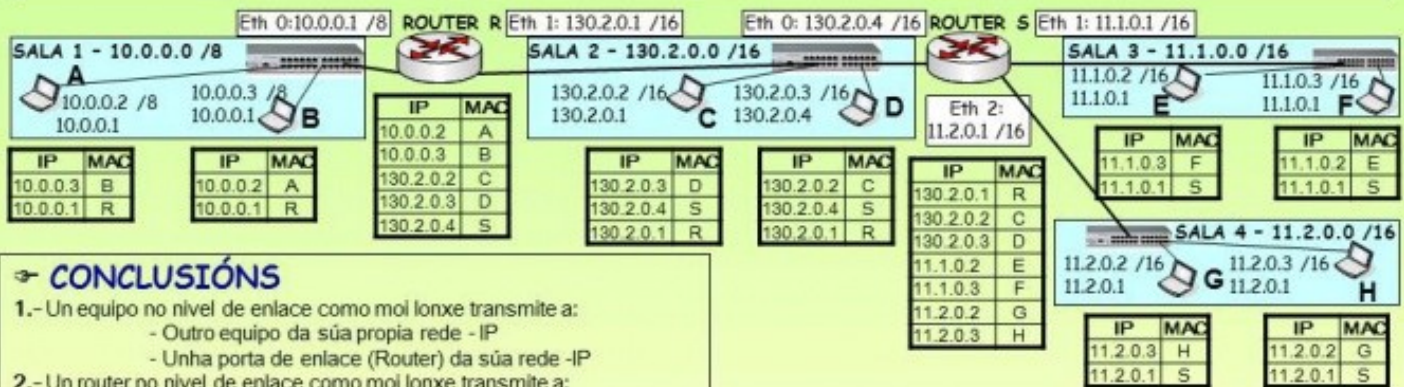 Eth 0:10.0.0.1 /8
ROUTER R
Eth 1: 130.2.0.1 /16
Eth 0: 130.2.0.4 /16
ROUTER S
Eth 1: 11.1.0.1 /16
SALA 1 - 10.0.0.0 /8
A
10.0.0.2 /8
10.0.0.1
10.0.0.3 /8
10.0.0.1
B
SALA 2 - 130.2.0.0 /16
130.2.0.2 /16
130.2.0.1
C
130.2.0.3 /16
130.2.0.4
D
Eth 2:
11.2.0.1 /16
SALA 3 - 11.1.0.0 /16
11.1.0.2 /16
11.1.0.1
E
11.1.0.3 /16
11.1.0.1
F
IP MAC
10.0.0.3 B
10.0.0.1 R
IP MAC
10.0.0.2 A
10.0.0.1 R
IP MAC
10.0.0.2 A
10.0.0.3 B
130.2.0.2 C
130.2.0.3 D
130.2.0.4 S
IP MAC
130.2.0.3 D
130.2.0.4 S
130.2.0.1 R
IP MAC
130.2.0.2 C
130.2.0.4 S
130.2.0.1 R
IP MAC
130.2.0.1 R
130.2.0.2 C
130.2.0.3 D
11.1.0.2 E
11.1.0.3 F
11.2.0.2 G
11.2.0.3 H
IP MAC
11.1.0.3 F
11.1.0.1 S
IP MAC
11.1.0.2 E
11.1.0.1 S
SALA 4 - 11.2.0.0 /16
11.2.0.2 /16
11.2.0.1
G
11.2.0.3 /16
11.2.0.1
H
IP MAC
11.2.0.3 H
11.2.0.1 S
IP MAC
11.2.0.2 G
11.2.0.1 S
☞ CONCLUSIÓNS
1.- Un equipo no nivel de enlace como moi lonxe transmite a:
- Outro equipo da súa propia rede - IP
- Unha porta de enlace (Router) da súa rede -IP
2.- Un router no nivel de enlace como moi lonxe transmite a: